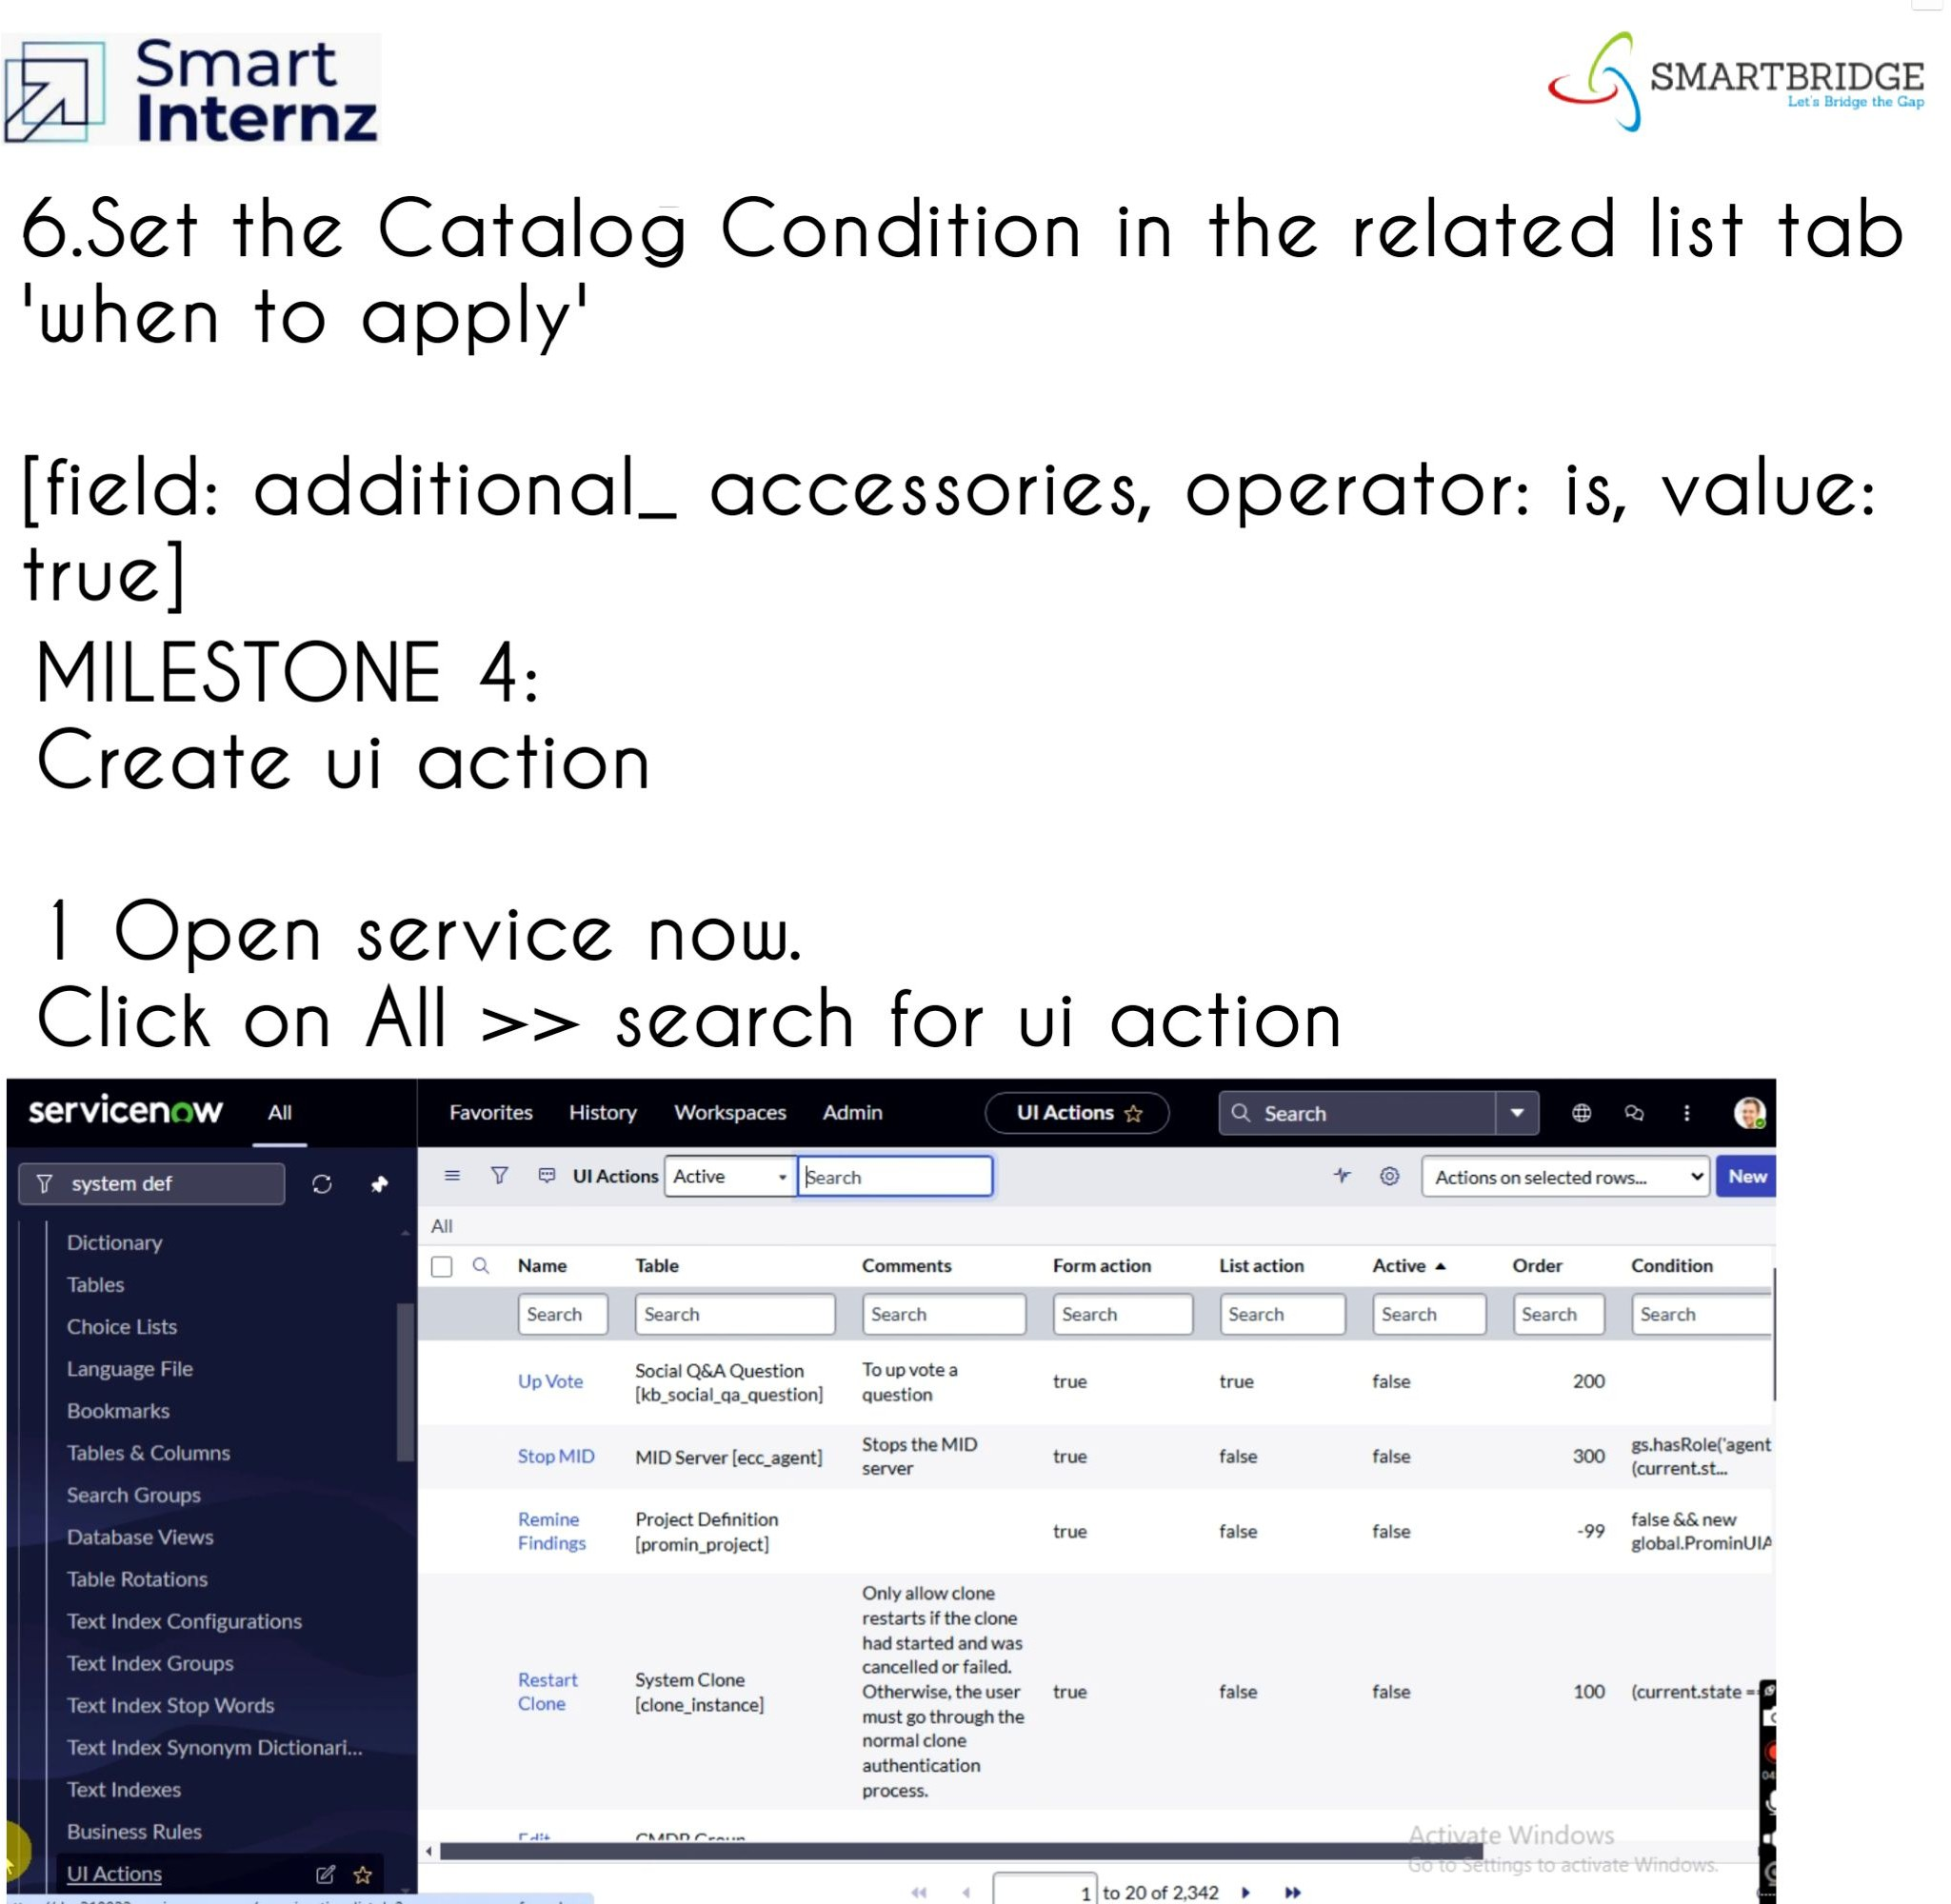 Smart
Internz
SMARTBRIDGE
Let's Bridge the Gap
6.Set the Catalog Condition in the related list tab
'when to apply'
[field: additional_ accessories, operator: is, value:
true]
MILESTONE 4:
Create ui action
1 Open service now.
Click on All >> search for ui action
servicenow All Favorites History Workspaces Admin UI Actions Search
system def UI Actions Active Search Actions on selected rows... New
All
Name Table Comments Form action List action Active Order Condition
Search Search Search Search Search Search Search Search
Dictionary
Tables
Choice Lists
Language File
Bookmarks
Tables & Columns
Search Groups
Database Views
Table Rotations
Text Index Configurations
Text Index Groups
Text Index Stop Words
Text Index Synonym Dictionari...
Text Indexes
Business Rules
UI Actions
Up Vote
Social Q&A Question
[kb_social_qa_question]
To up vote a
question
true true false 200
Stop MID
MID Server [ecc_agent]
Stops the MID
server
true false false 300
gs.hasRole('agent
(current.st...
Remine
Findings
Project Definition
[promin_project]
true false false -99
false && new
global.ProminUIA
Restart
Clone
System Clone
[clone_instance]
Only allow clone
restarts if the clone
had started and was
cancelled or failed.
Otherwise, the user
must go through the
normal clone
authentication
process.
true false false 100 (current.state =
Edit CMDB Group
Activate Windows
Go to Settings to activate Windows.
1 to 20 of 2,342
04